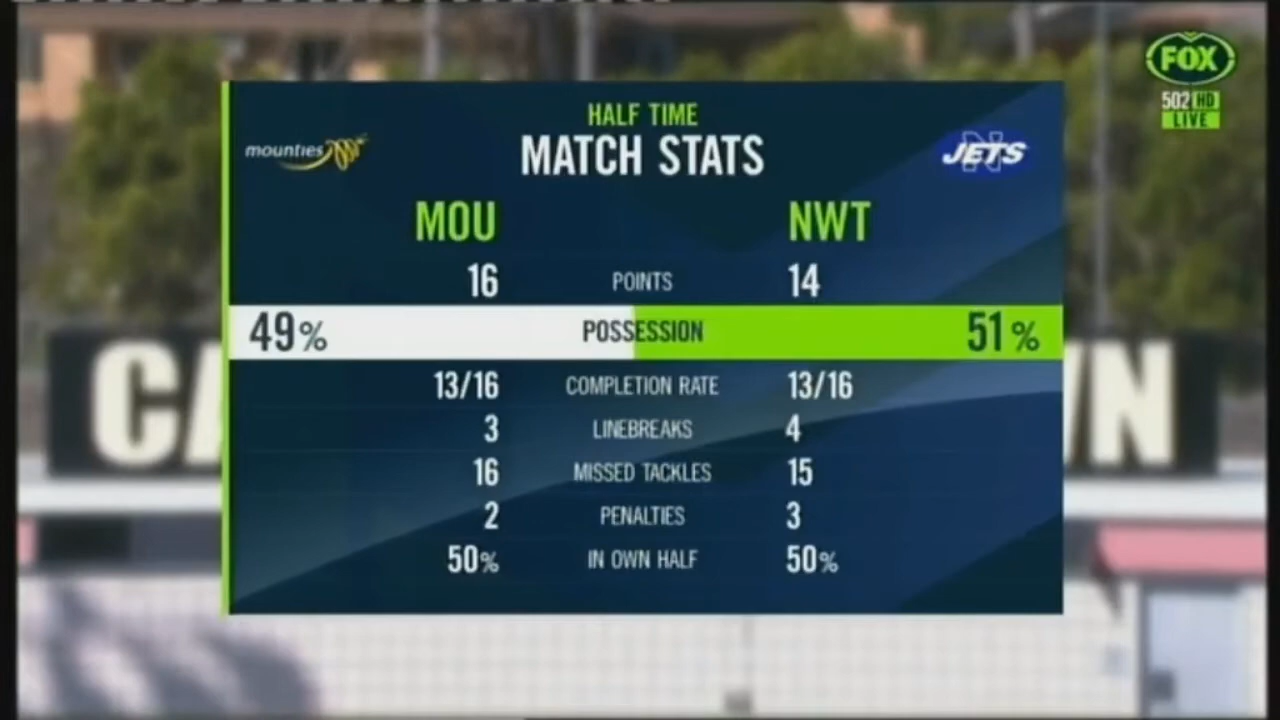 FOX
502 HD
LIVE
HALF TIME
MATCH STATS
mounties
JETS
MOU NWT
16 POINTS 14
49% POSSESSION 51%
13/16 COMPLETION RATE 13/16
3 LINEBREAKS 4
16 MISSED TACKLES 15
2 PENALTIES 3
50% IN OWN HALF 50%
CA
WN